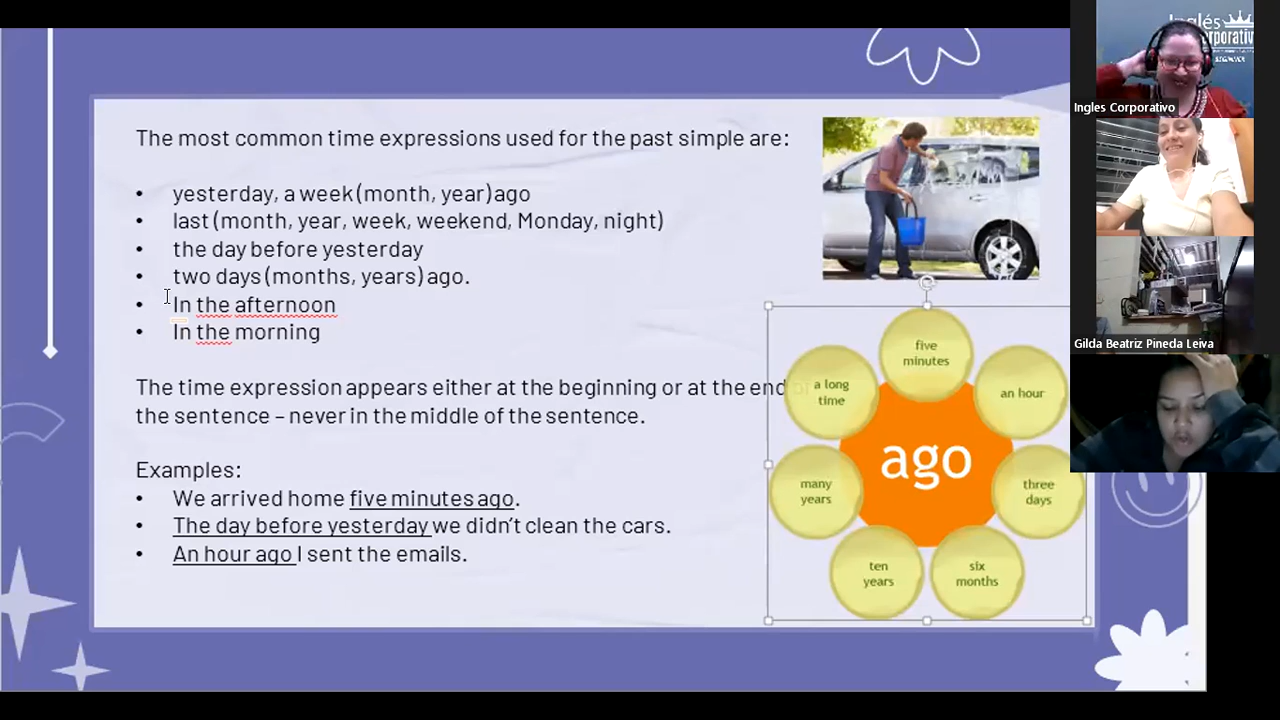 The most common time expressions used for the past simple are:
• yesterday, a week (month, year) ago
• last (month, year, week, weekend, Monday, night)
• the day before yesterday
• two days (months, years) ago.
• In the afternoon
• In the morning
The time expression appears either at the beginning or at the end of
the sentence – never in the middle of the sentence.
Examples:
• We arrived home five minutes ago.
• The day before yesterday we didn't clean the cars.
• An hour ago I sent the emails.
five
minutes
a long
time
an hour
ago
many
years
three
days
ten
years
six
months
Inglés
Ingles Corporativo
Gilda Beatriz Pineda Leiva